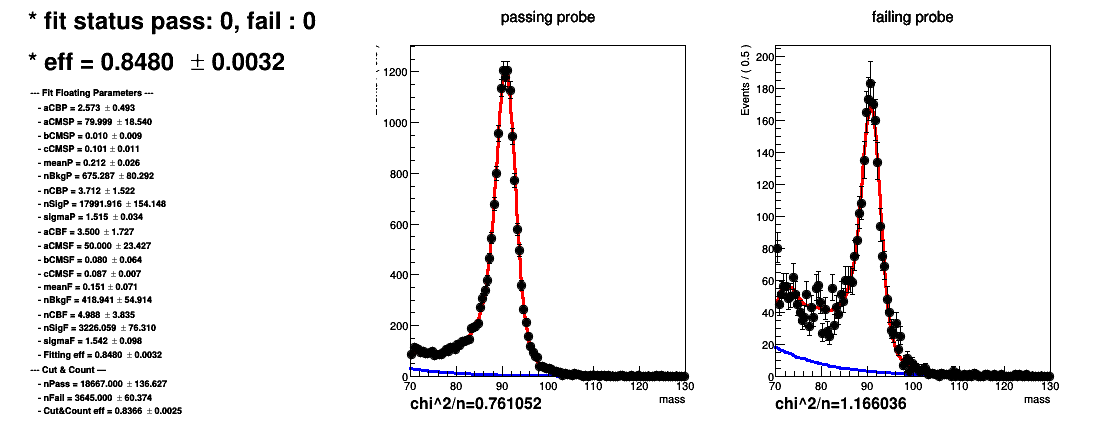 * fit status pass: 0, fail : 0
* eff = 0.8480 ± 0.0032
--- Fit Floating Parameters ---
- aCBP = 2.573 ± 0.493
- aCMSP = 79.999 ± 18.540
- bCMSP = 0.010 ± 0.009
- cCMSP = 0.101 ± 0.011
- meanP = 0.212 ± 0.026
- nBkgP = 675.287 ± 80.292
- nCBP = 3.712 ± 1.522
- nSigP = 17991.916 ± 154.148
- sigmaP = 1.515 ± 0.034
- aCBF = 3.500 ± 1.727
- aCMSF = 50.000 ± 23.427
- bCMSF = 0.080 ± 0.064
- cCMSF = 0.087 ± 0.007
- meanF = 0.151 ± 0.071
- nBkgF = 418.941 ± 54.914
- nCBF = 4.988 ± 3.835
- nSigF = 3226.059 ± 76.310
- sigmaF = 1.542 ± 0.098
- Fitting eff = 0.8480 ± 0.0032
--- Cut & Count ---
- nPass = 18667.000 ± 136.627
- nFail = 3645.000 ± 60.374
- Cut&Count eff = 0.8366 ± 0.0025
passing probe
1200
1000
800
600
400
200
0
70 80 90 100 110 120 130
mass
chi^2/n=0.761052
failing probe
Events / ( 0.5 )
200
180
160
140
120
100
80
60
40
20
0
70 80 90 100 110 120 130
mass
chi^2/n=1.166036